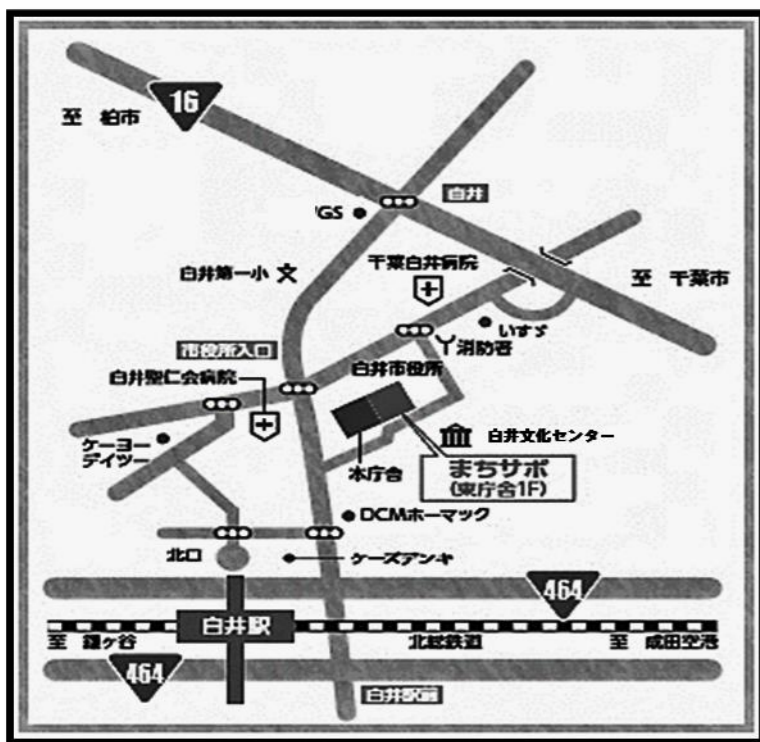 16
至 柏市
白井
JGS
白井第一小
千葉白井病院
至 千葉市
いすゞ
市役所入口
消防署
白井市役所
白井聖仁会病院
ケーヨー
デイツー
白井文化センター
本庁舎
まちサポ
(東庁舎1F)
DCMホーマック
北口
ケーズデンキ
464
白井駅
至 鎌ヶ谷
北総鉄道
至 成田空港
464
白井駅前